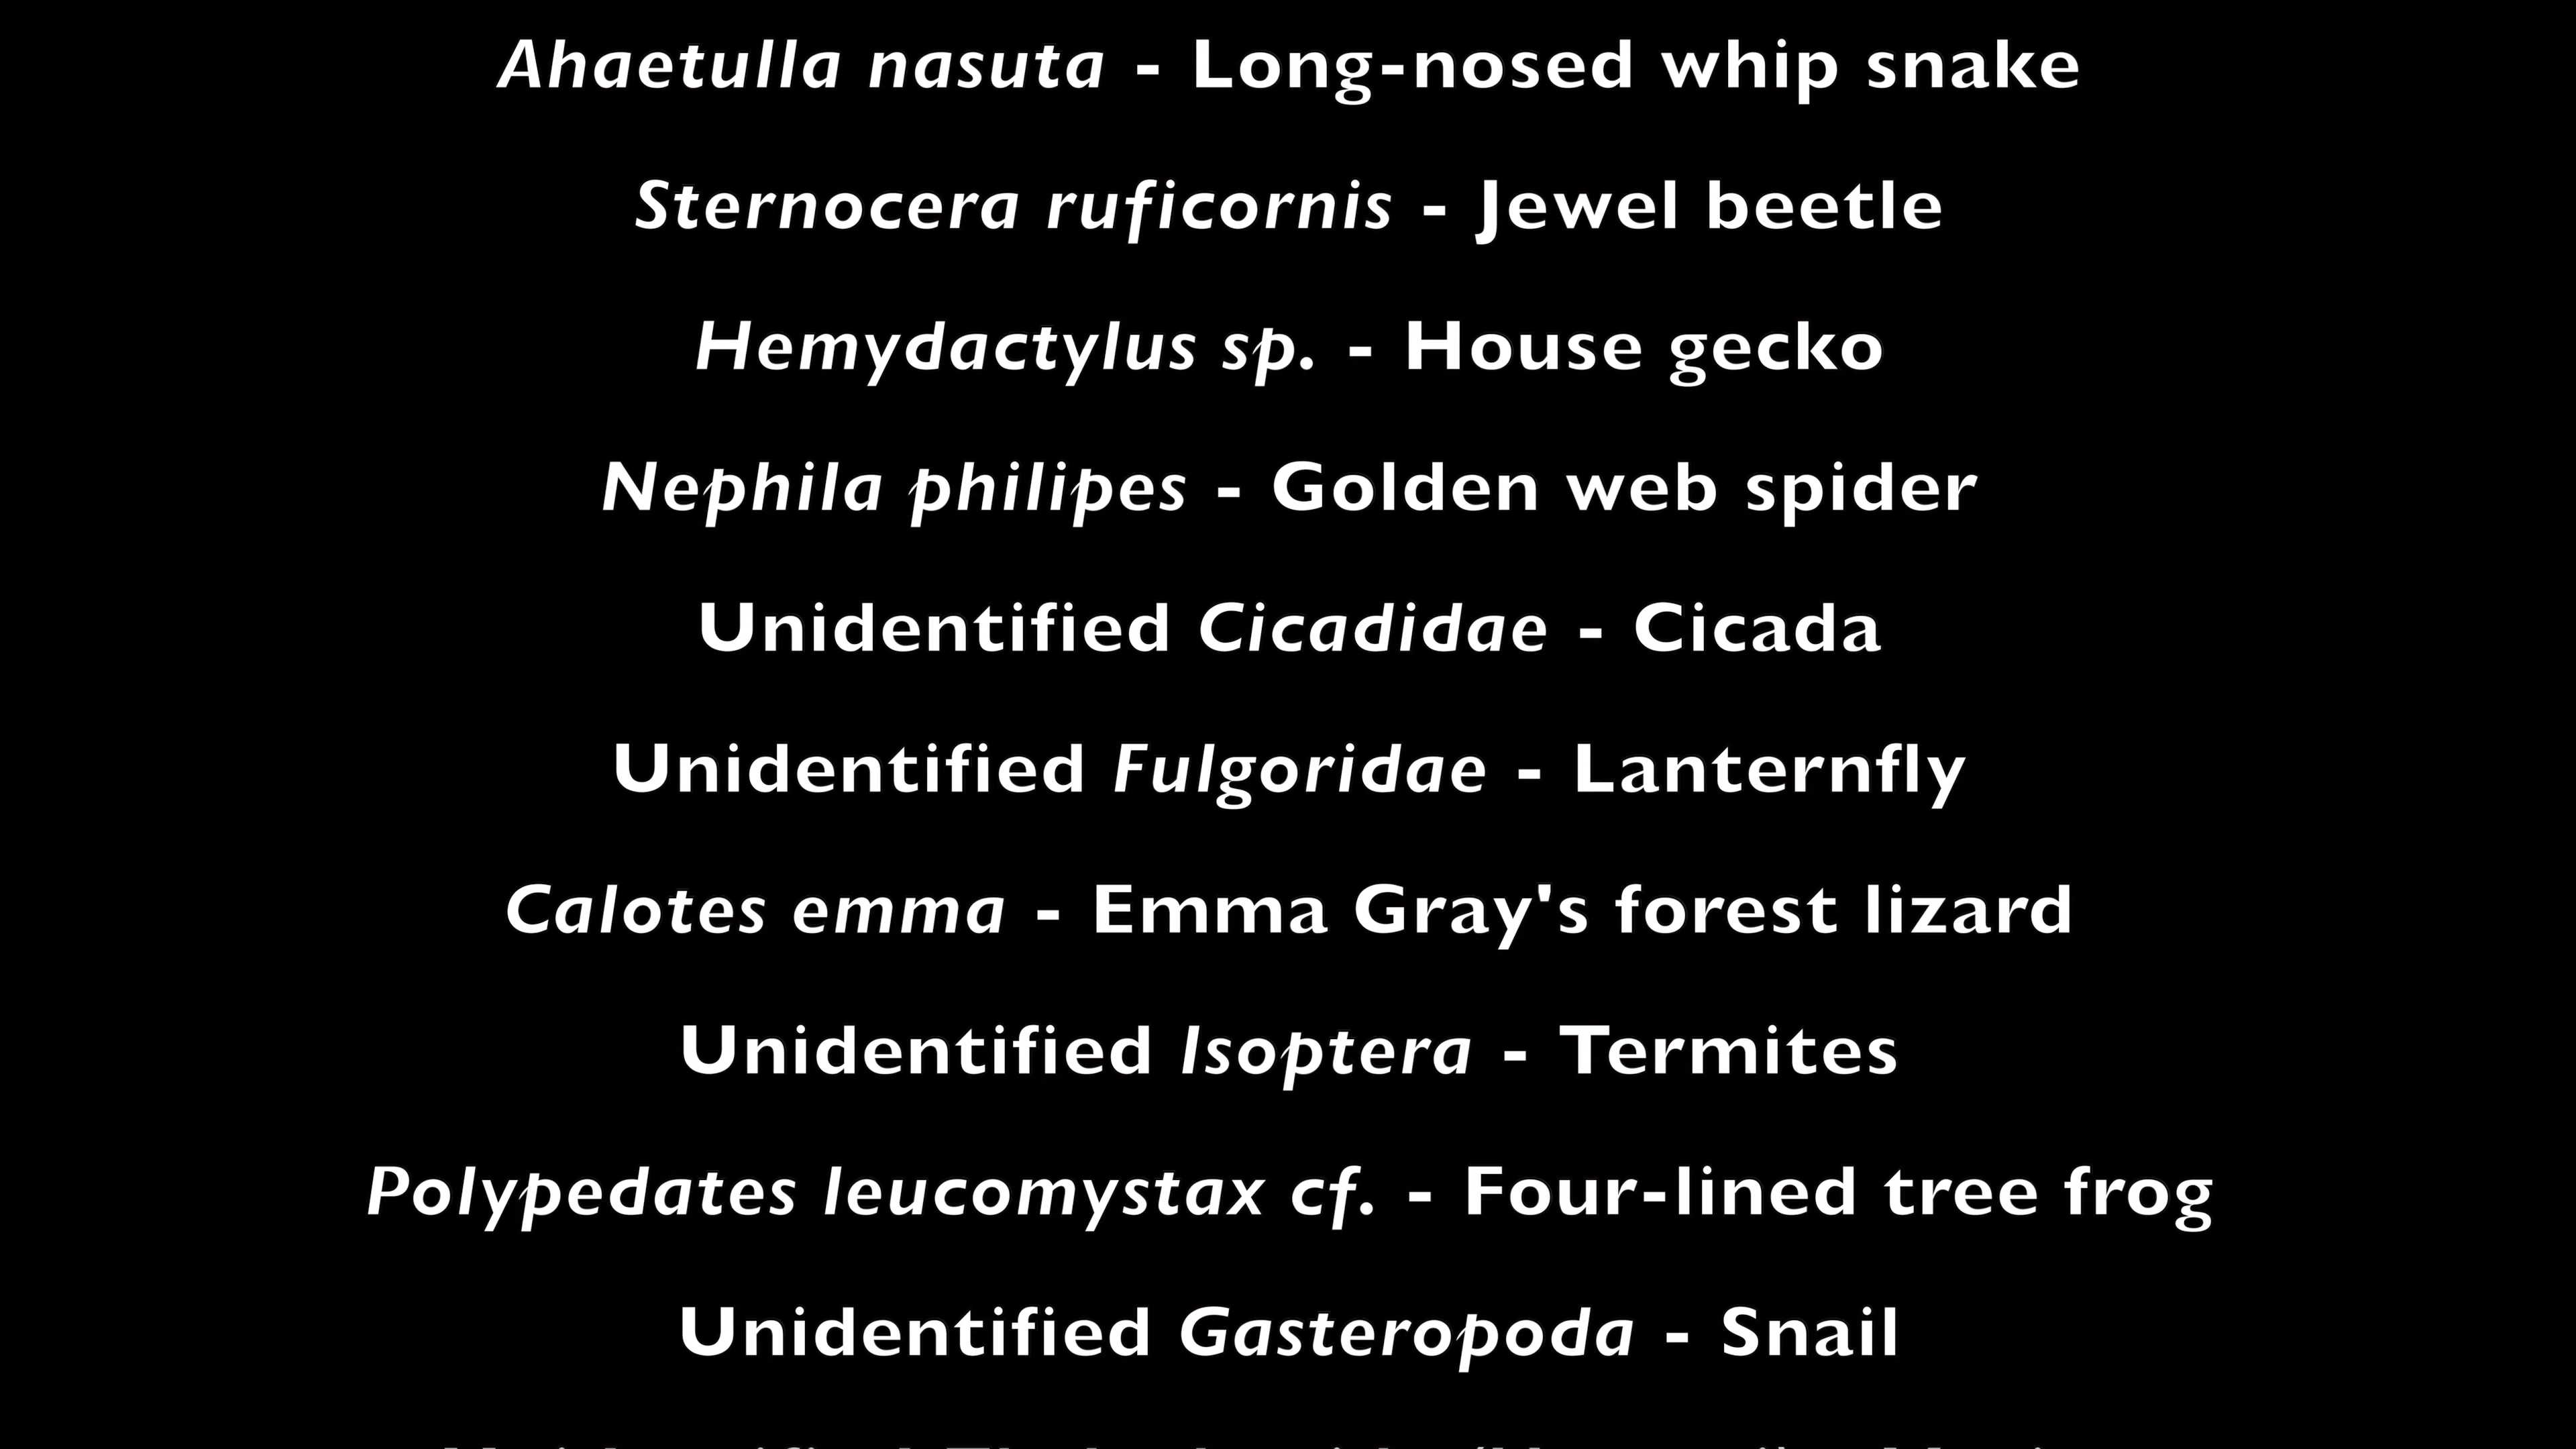 Ahaetulla nasuta - Long-nosed whip snake
Sternocera ruficornis - Jewel beetle
Hemydactylus sp. - House gecko
Nephila philipes - Golden web spider
Unidentified Cicadidae - Cicada
Unidentified Fulgoridae - Lanternfly
Calotes emma - Emma Gray's forest lizard
Unidentified Isoptera - Termites
Polypedates leucomystax cf. - Four-lined tree frog
Unidentified Gasteropoda - Snail